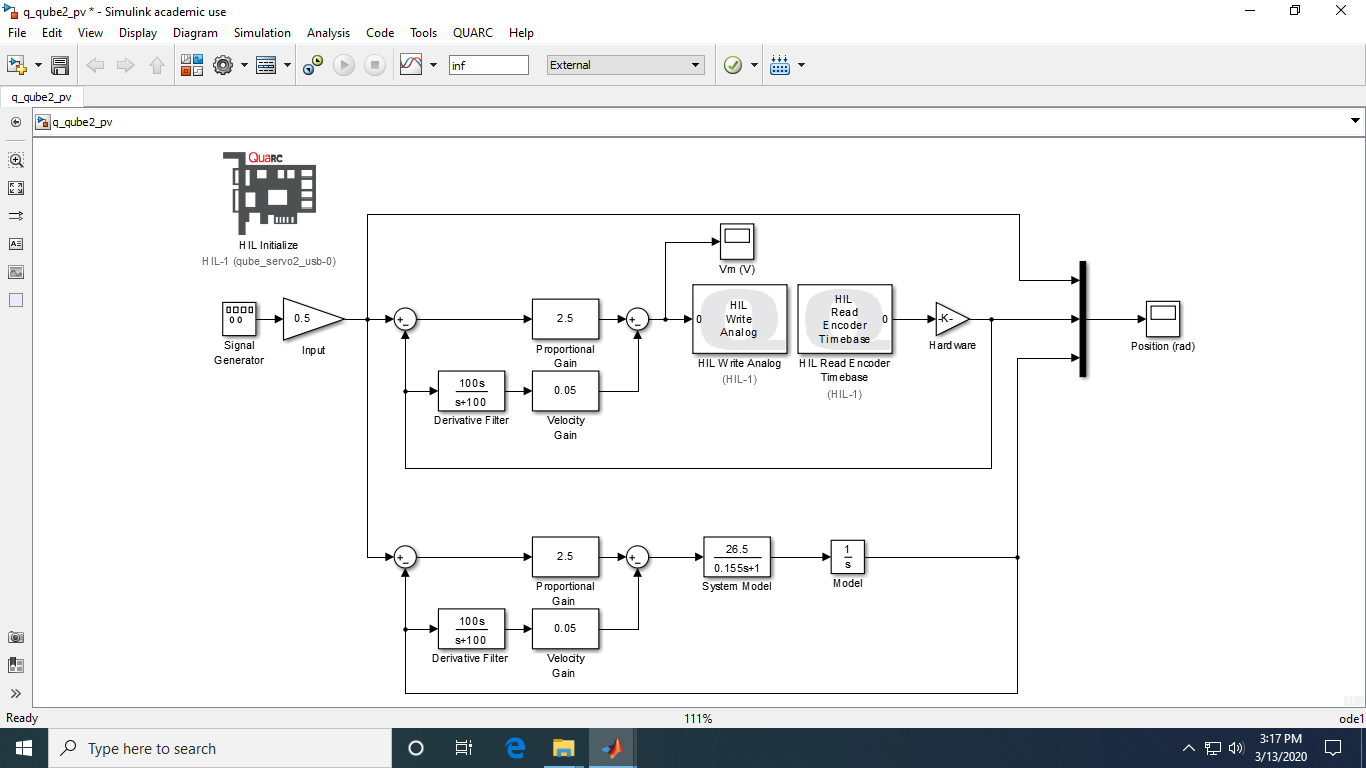 q_qube2_pv * - Simulink academic use
File Edit View Display Diagram Simulation Analysis Code Tools QUARC Help
inf
External
q_qube2_pv
q_qube2_pv
QUARC
HIL Initialize
HIL-1 (qube_servo2_usb-0)
Signal
Generator
0.5
Input
+
-
2.5
Proportional
Gain
100s
s+100
Derivative Filter
0.05
Velocity
Gain
+
-
Vm (V)
0
HIL
Write
Analog
HIL Write Analog
(HIL-1)
HIL
Read
Encoder
Timebase
0
HIL Read Encoder
Timebase
(HIL-1)
-K-
Hardware
Position (rad)
+
-
2.5
Proportional
Gain
100s
s+100
Derivative Filter
0.05
Velocity
Gain
+
-
26.5
0.155s+1
System Model
1
s
Model
Ready
111%
ode1
Type here to search
3:17 PM
3/13/2020